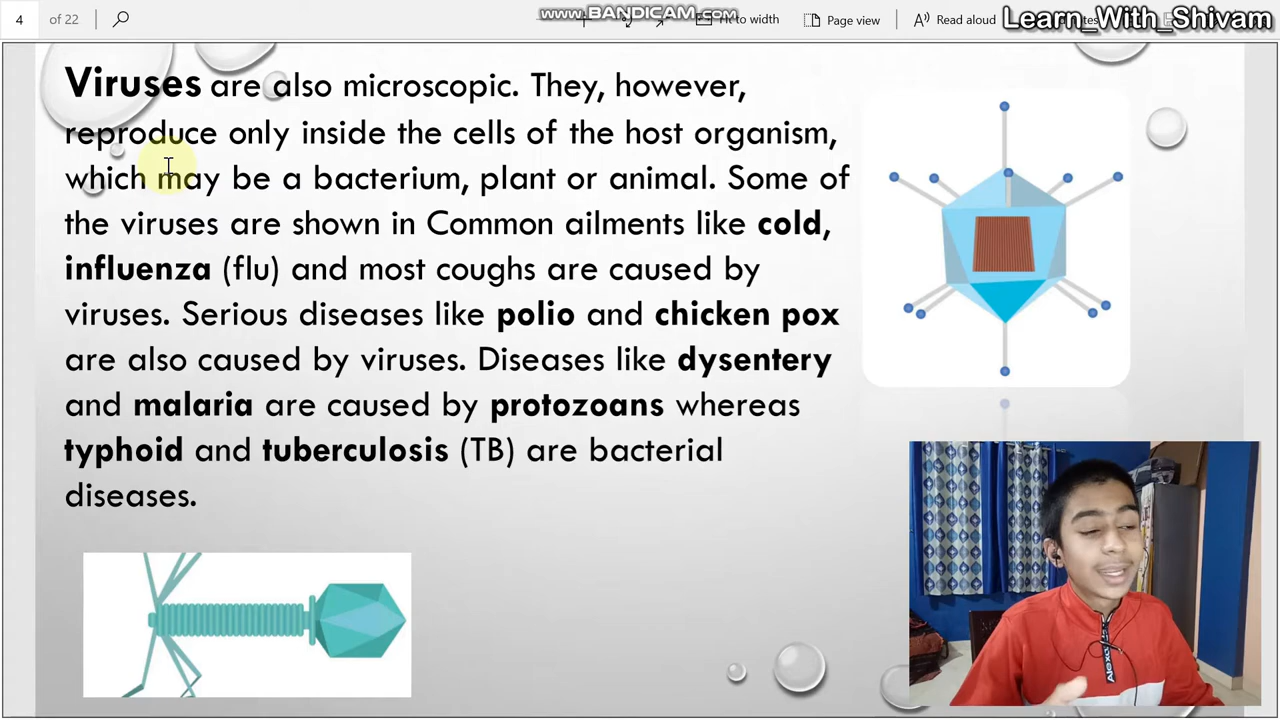 4 of 22 Fit to width Page view Read aloud
www.BANDICAM.com
Learn_With_Shivam
Viruses are also microscopic. They, however,
reproduce only inside the cells of the host organism,
which may be a bacterium, plant or animal. Some of
the viruses are shown in Common ailments like cold,
influenza (flu) and most coughs are caused by
viruses. Serious diseases like polio and chicken pox
are also caused by viruses. Diseases like dysentery
and malaria are caused by protozoans whereas
typhoid and tuberculosis (TB) are bacterial
diseases.